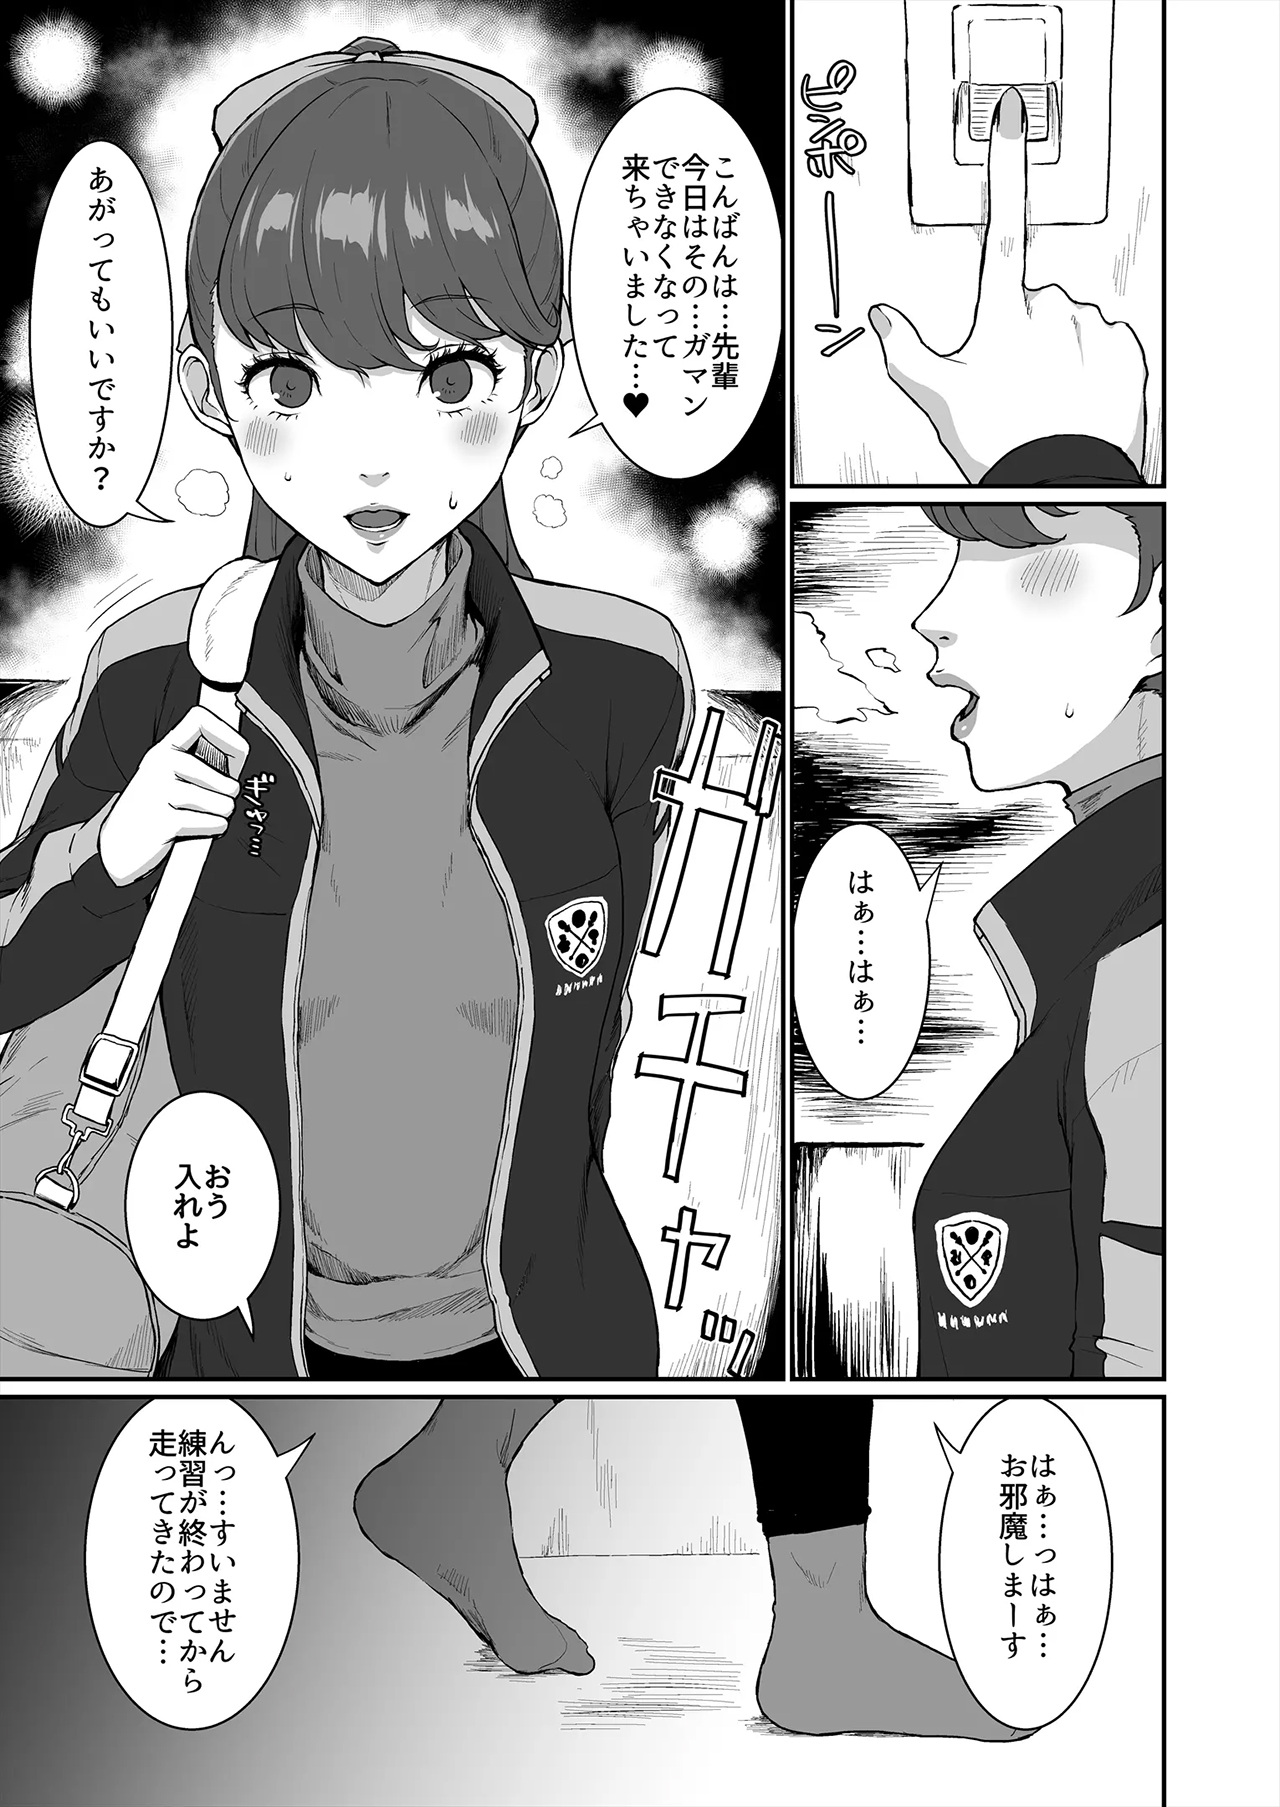 ピンポーーン
はぁ…はぁ…
ガチャ
こんばんは…先輩
今日はその…ガマン
できなくなって
来ちゃいました…♥
あがってもいいですか？
ギャっ…
おう
入れよ
はぁ…っはぁ…
お邪魔しまーす
んっ…すいません
練習が終わってから
走ってきたので…